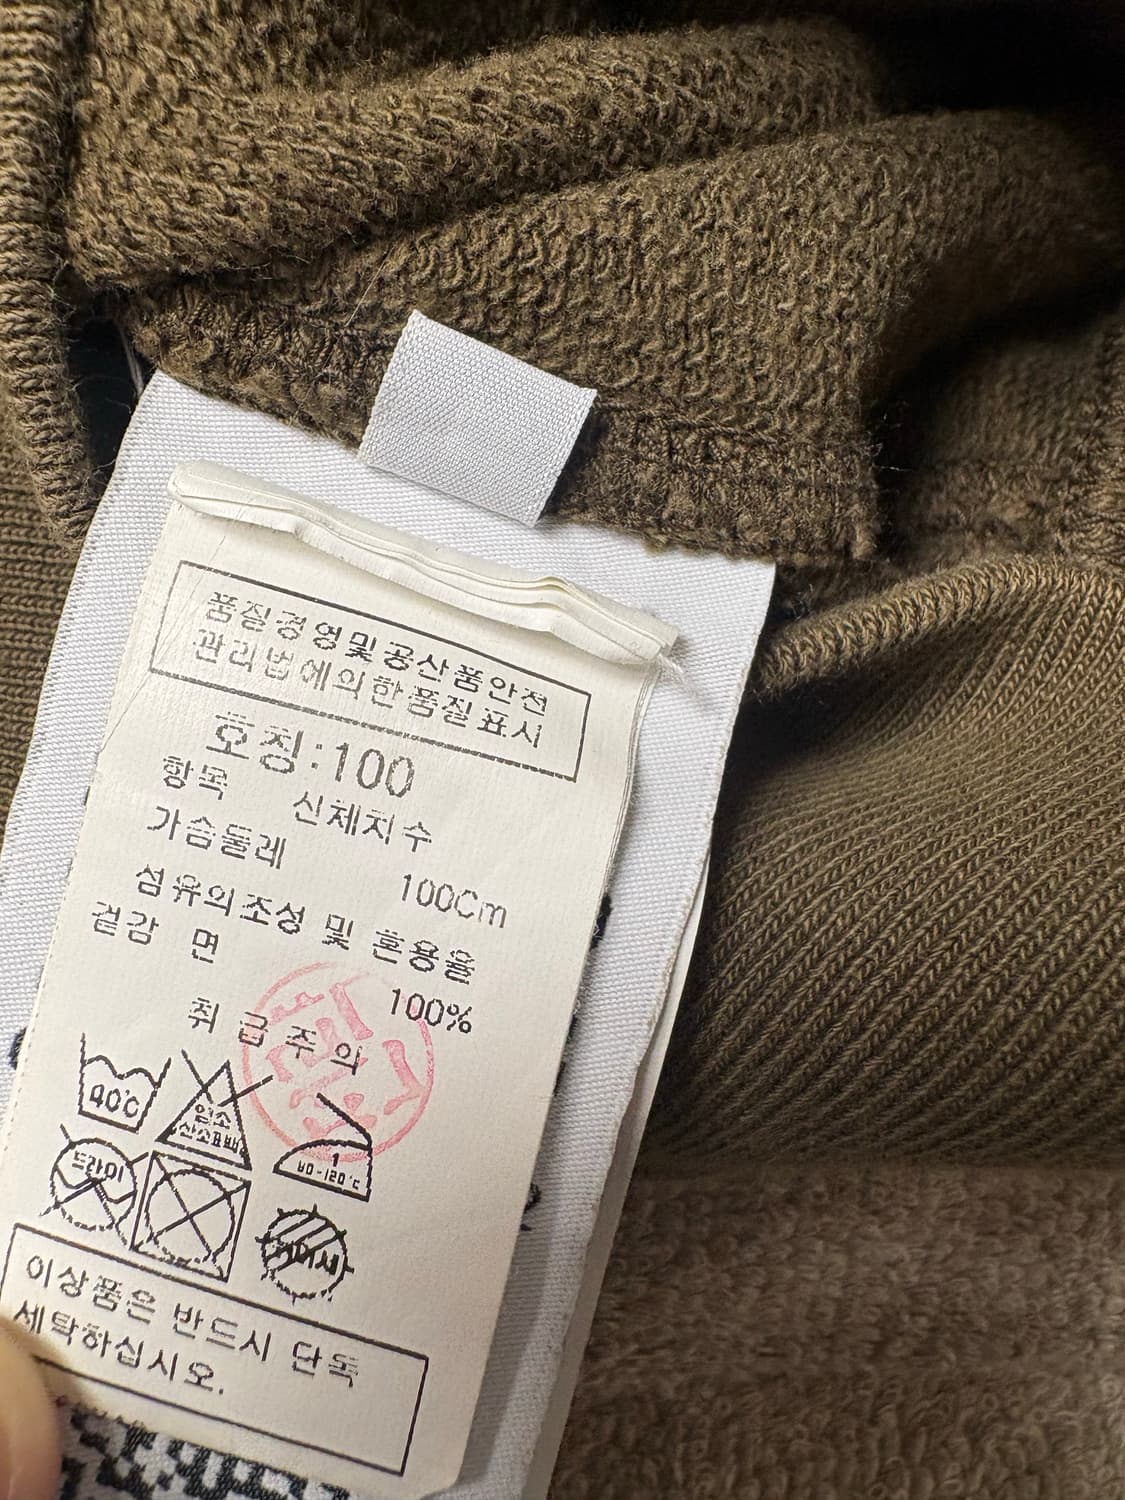 품질경영및공산품안전
관리법에의한품질표시
호칭:100
항목 신체치수
가슴둘레 100Cm
섬유의조성 및 혼용율
겉감 면 100%
취 급 주 의
40℃
염소
산소표백
드라이
1
80-120℃
이상품은 반드시 단독
세탁하십시오.